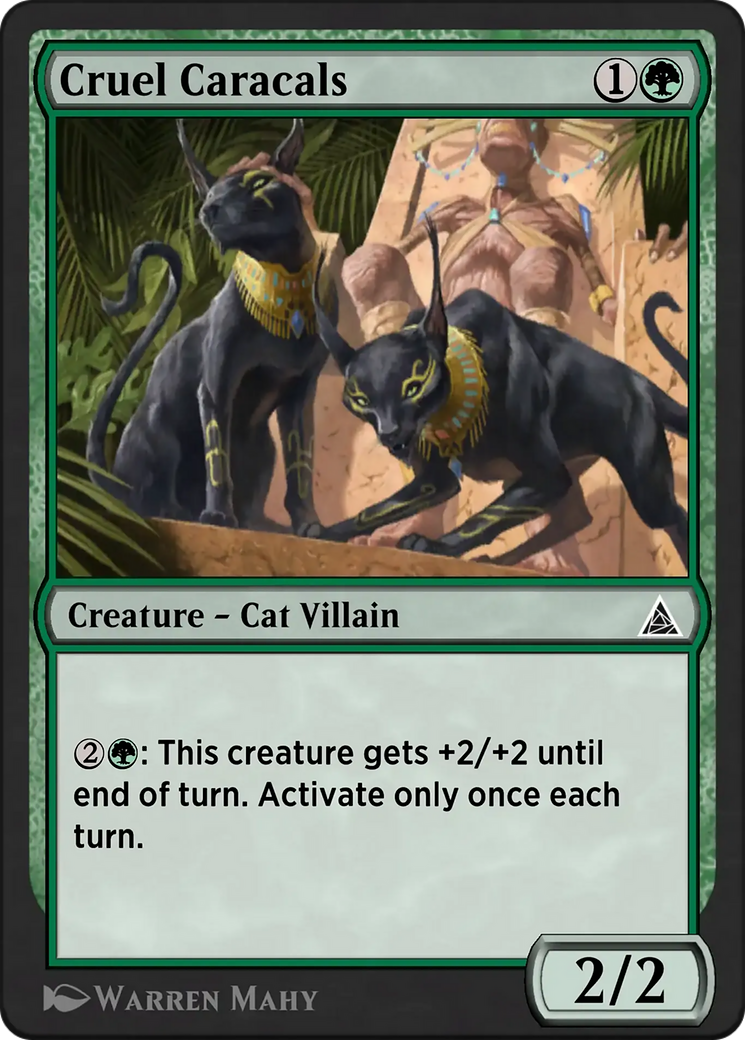 Cruel Caracals 1
Creature – Cat Villain
2: This creature gets +2/+2 until
end of turn. Activate only once each
turn.
2/2
Warren Mahy